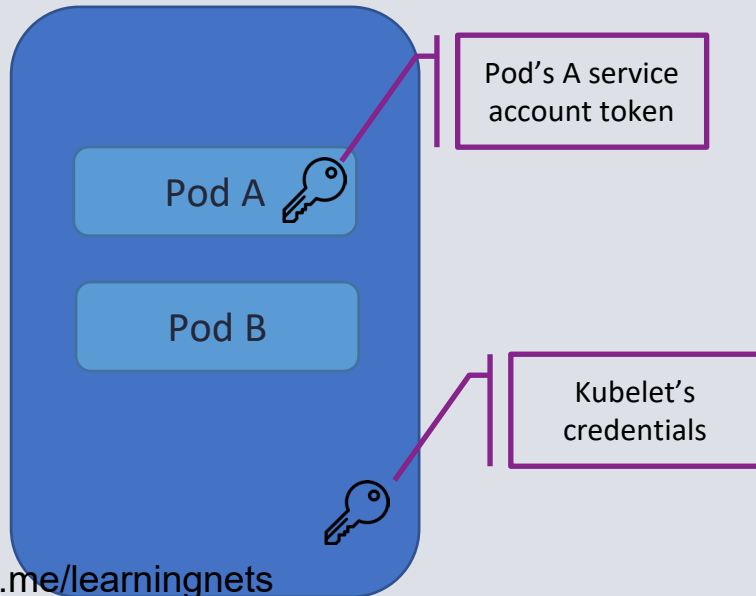 Pod's A service
account token
Pod A
Pod B
Kubelet's
credentials
.me/learningnets